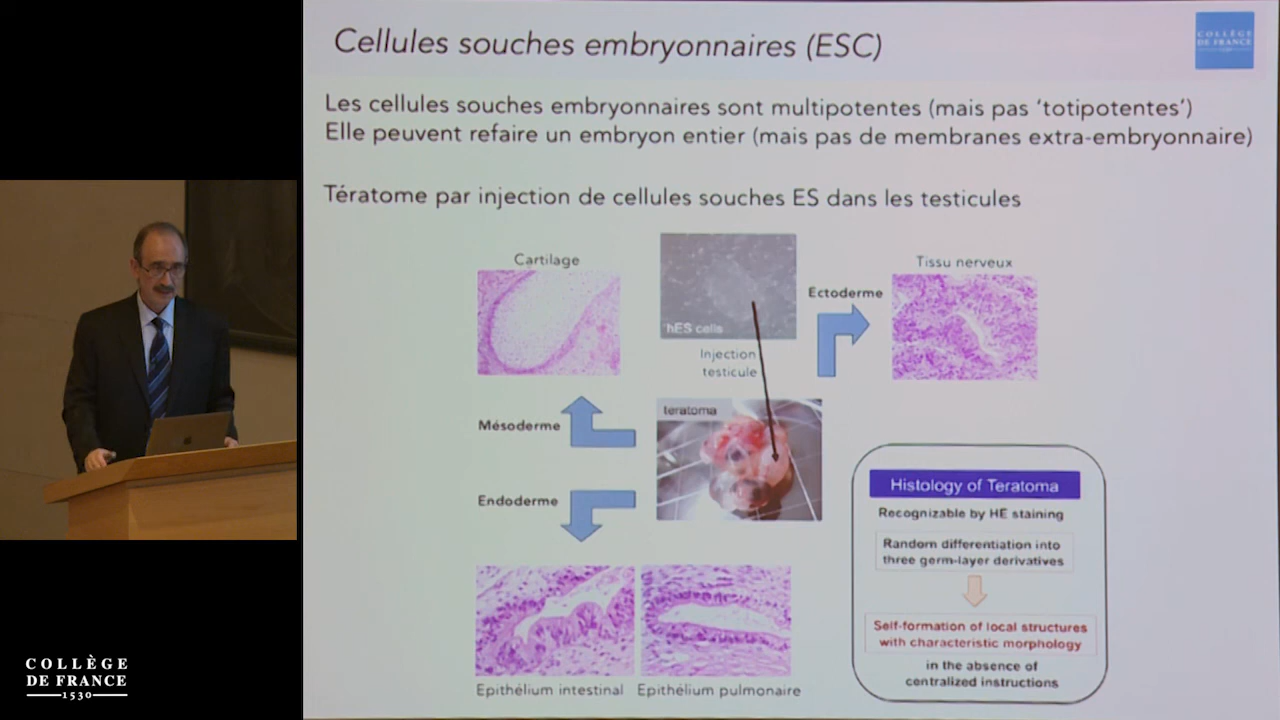 Cellules souches embryonnaires (ESC)
COLLÈGE
DE FRANCE
1530
Les cellules souches embryonnaires sont multipotentes (mais pas ‘totipotentes’)
Elle peuvent refaire un embryon entier (mais pas de membranes extra-embryonnaire)
Tératome par injection de cellules souches ES dans les testicules
Cartilage
hES cells
Injection
testicule
Ectoderme
Tissu nerveux
Mésoderme
teratoma
Endoderme
Epithélium intestinal
Epithélium pulmonaire
Histology of Teratoma
Recognizable by HE staining
Random differentiation into
three germ-layer derivatives
Self-formation of local structures
with characteristic morphology
in the absence of
centralized instructions
COLLÈGE
DE FRANCE
1530